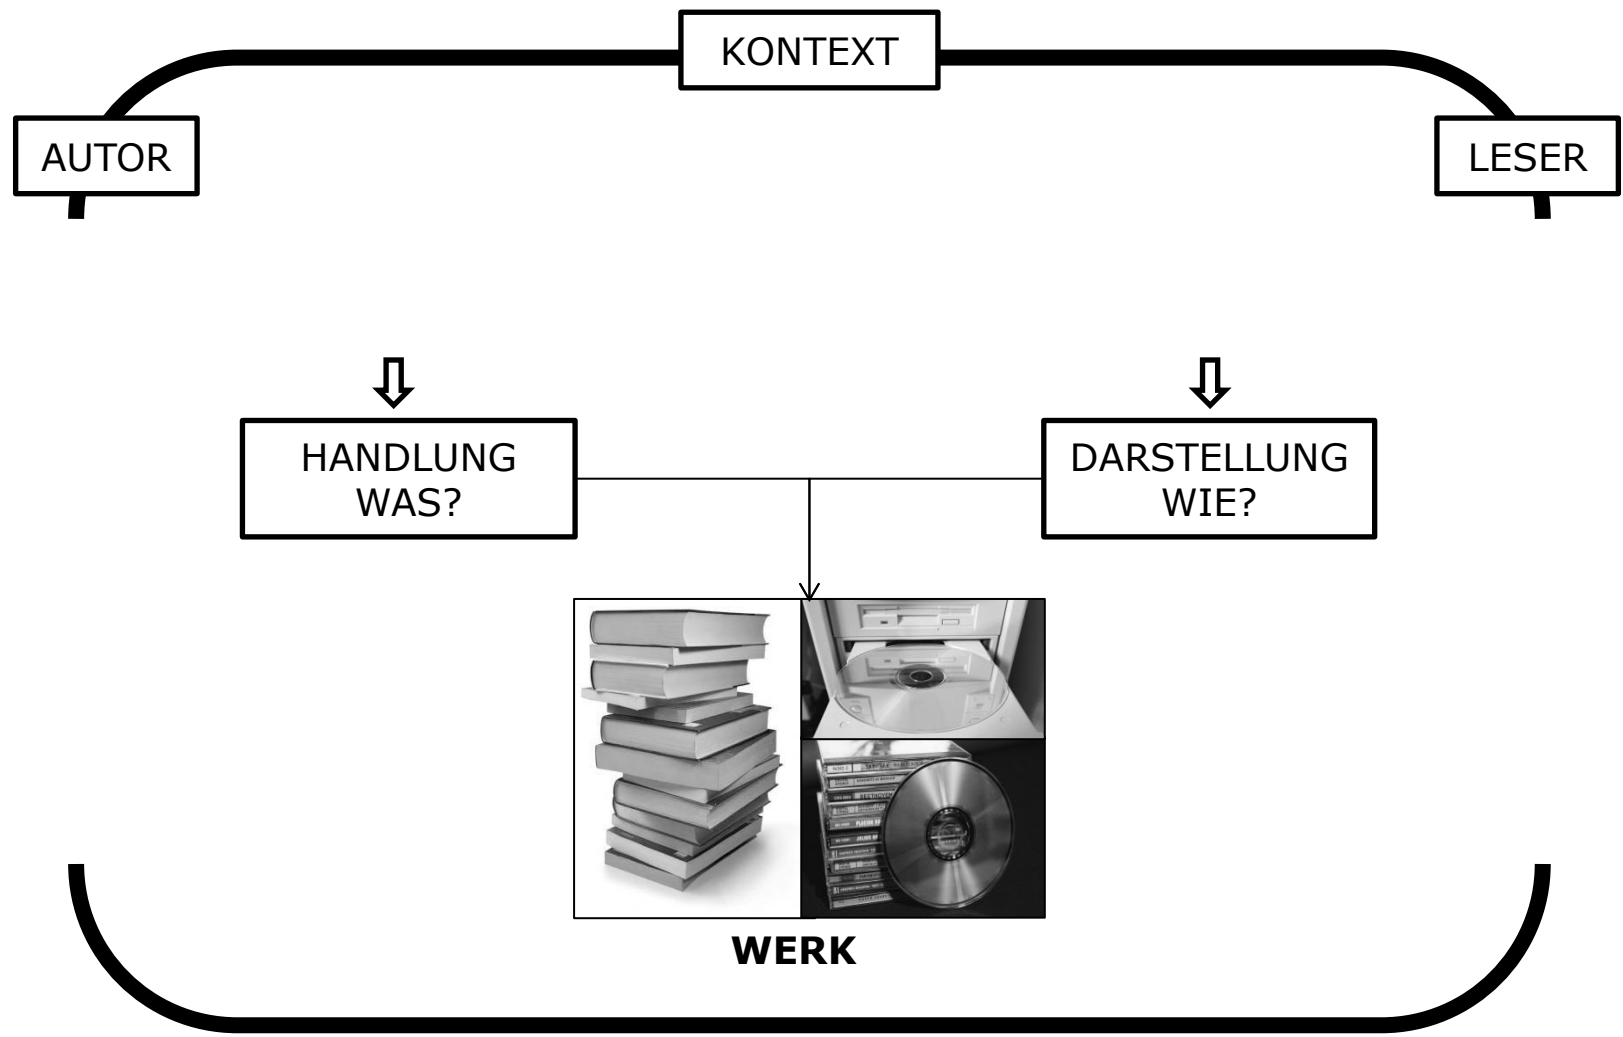 KONTEXT
AUTOR
LESER
HANDLUNG
WAS?
DARSTELLUNG
WIE?
WERK